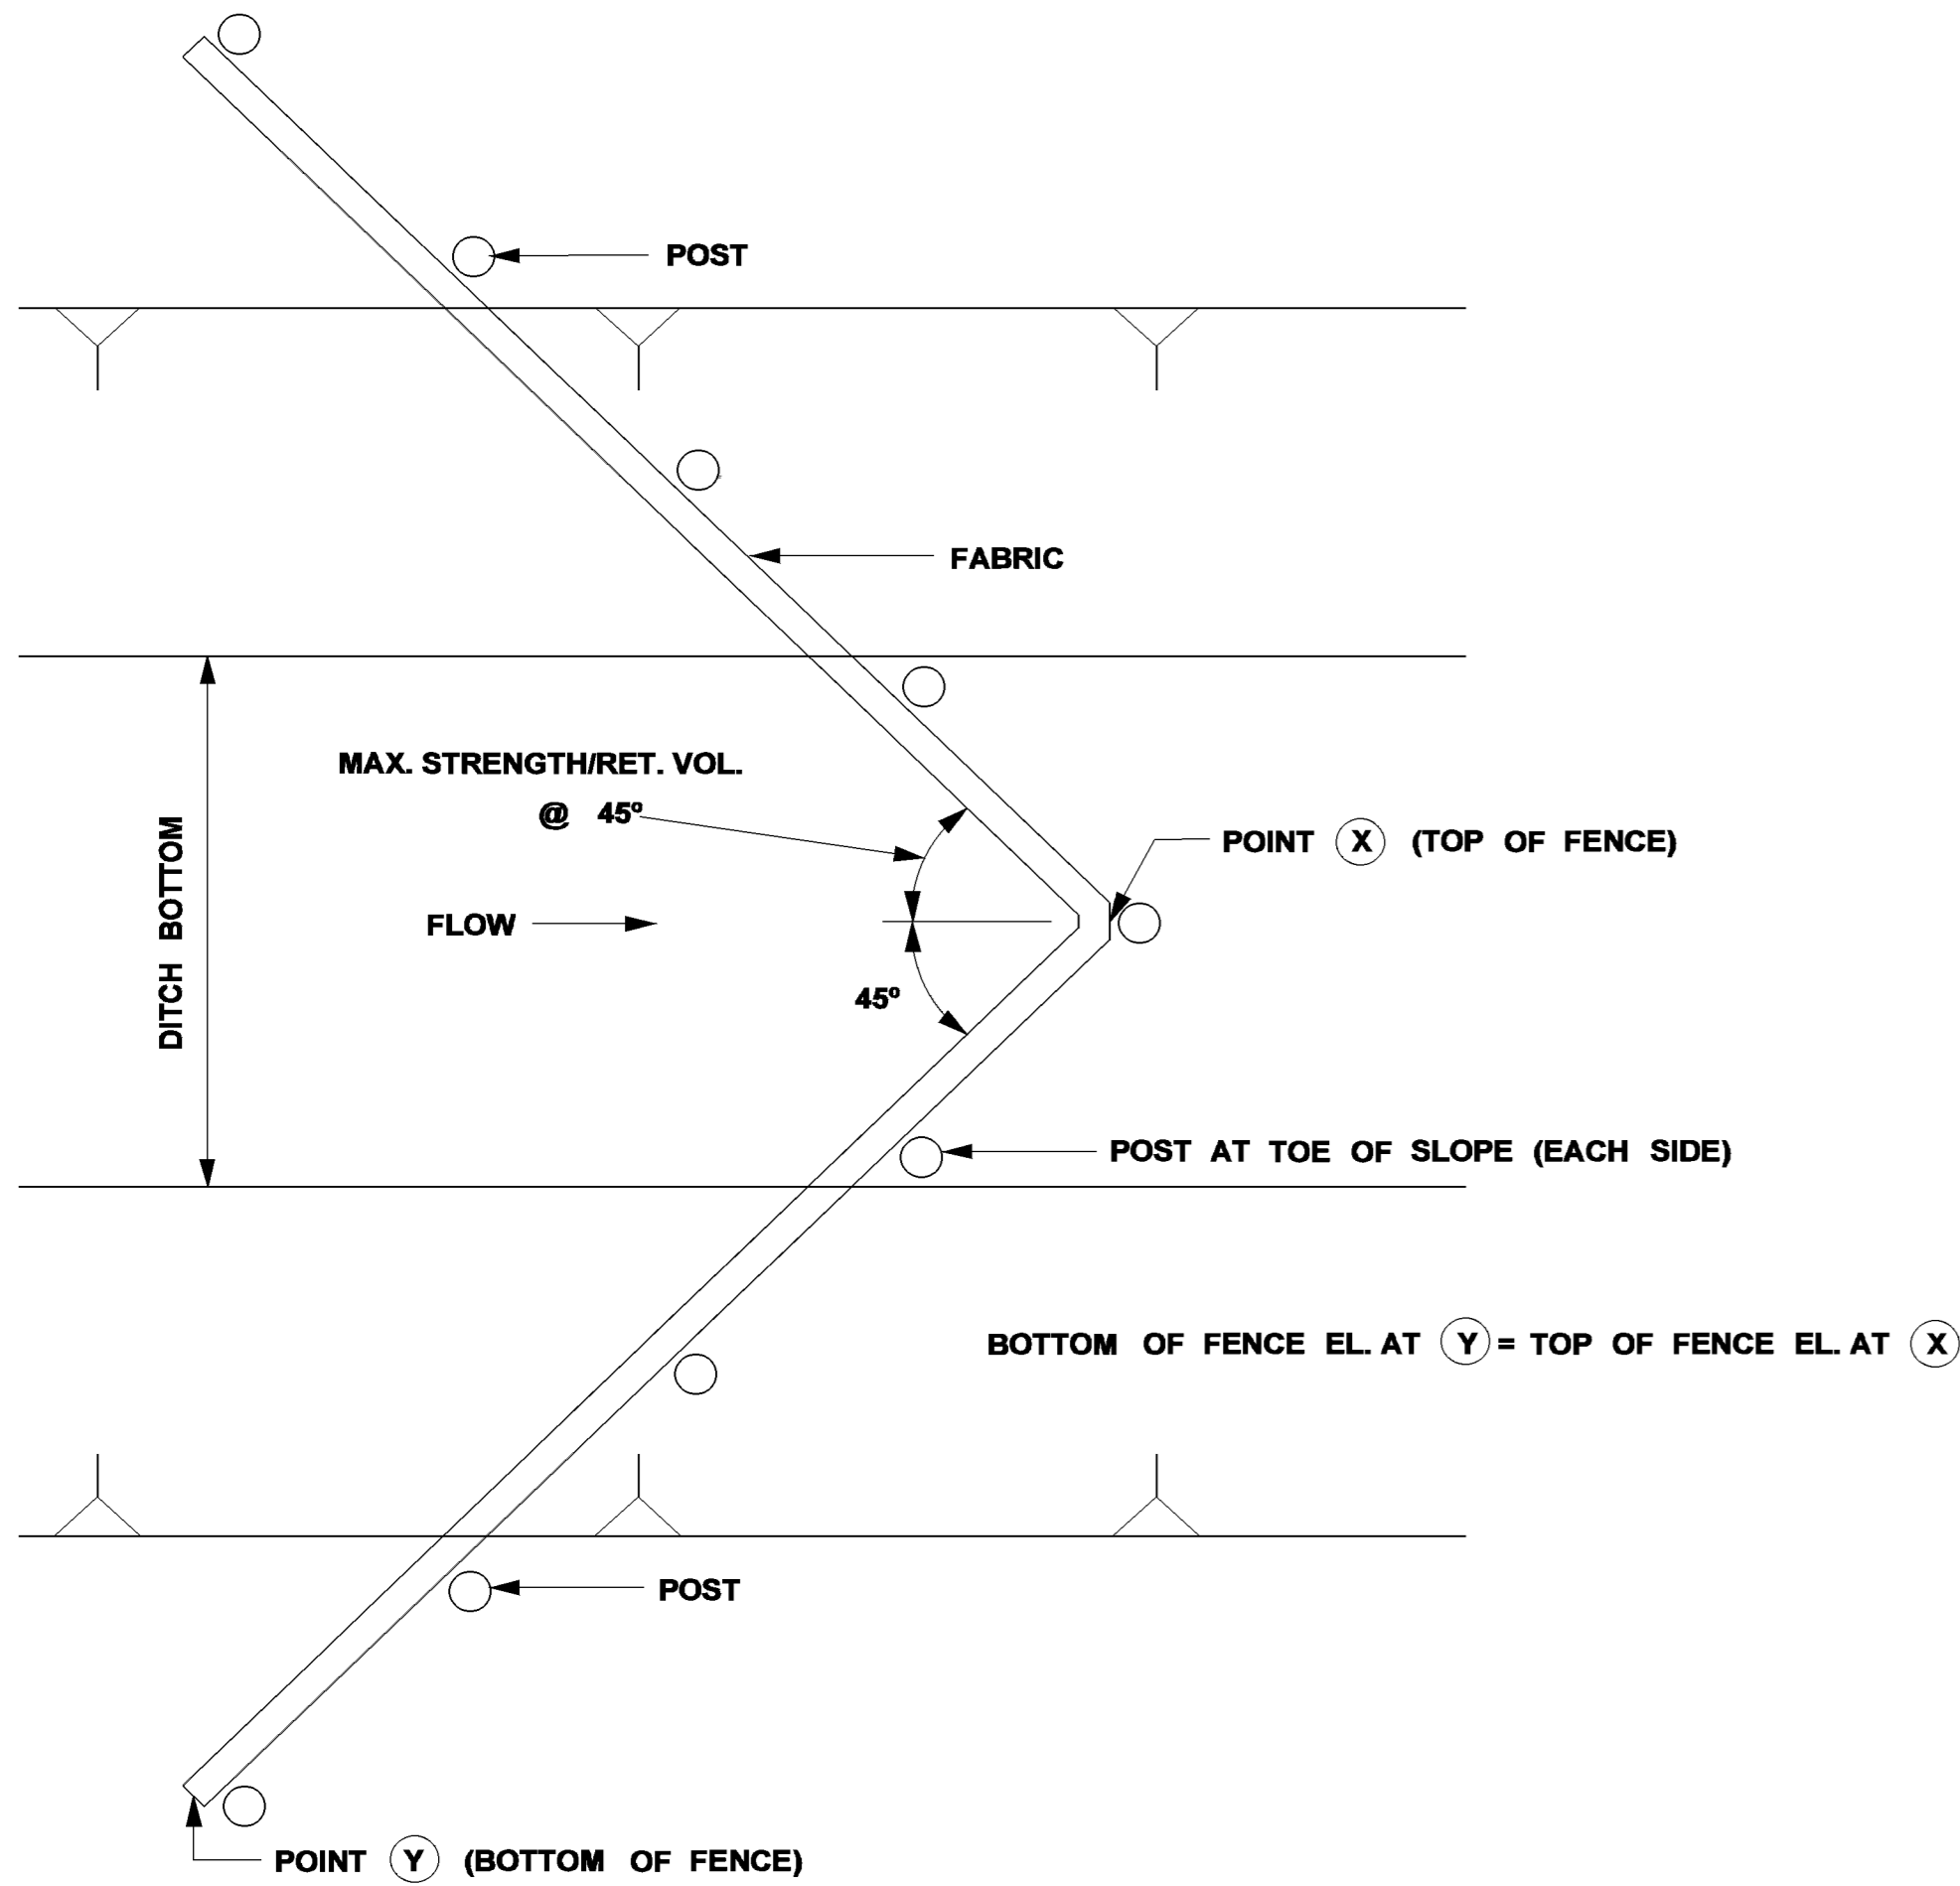 POST
FABRIC
MAX. STRENGTH/RET. VOL.
@ 45º
DITCH BOTTOM
POINT X (TOP OF FENCE)
FLOW
45º
POST AT TOE OF SLOPE (EACH SIDE)
BOTTOM OF FENCE EL. AT Y = TOP OF FENCE EL. AT X
POST
POINT Y (BOTTOM OF FENCE)